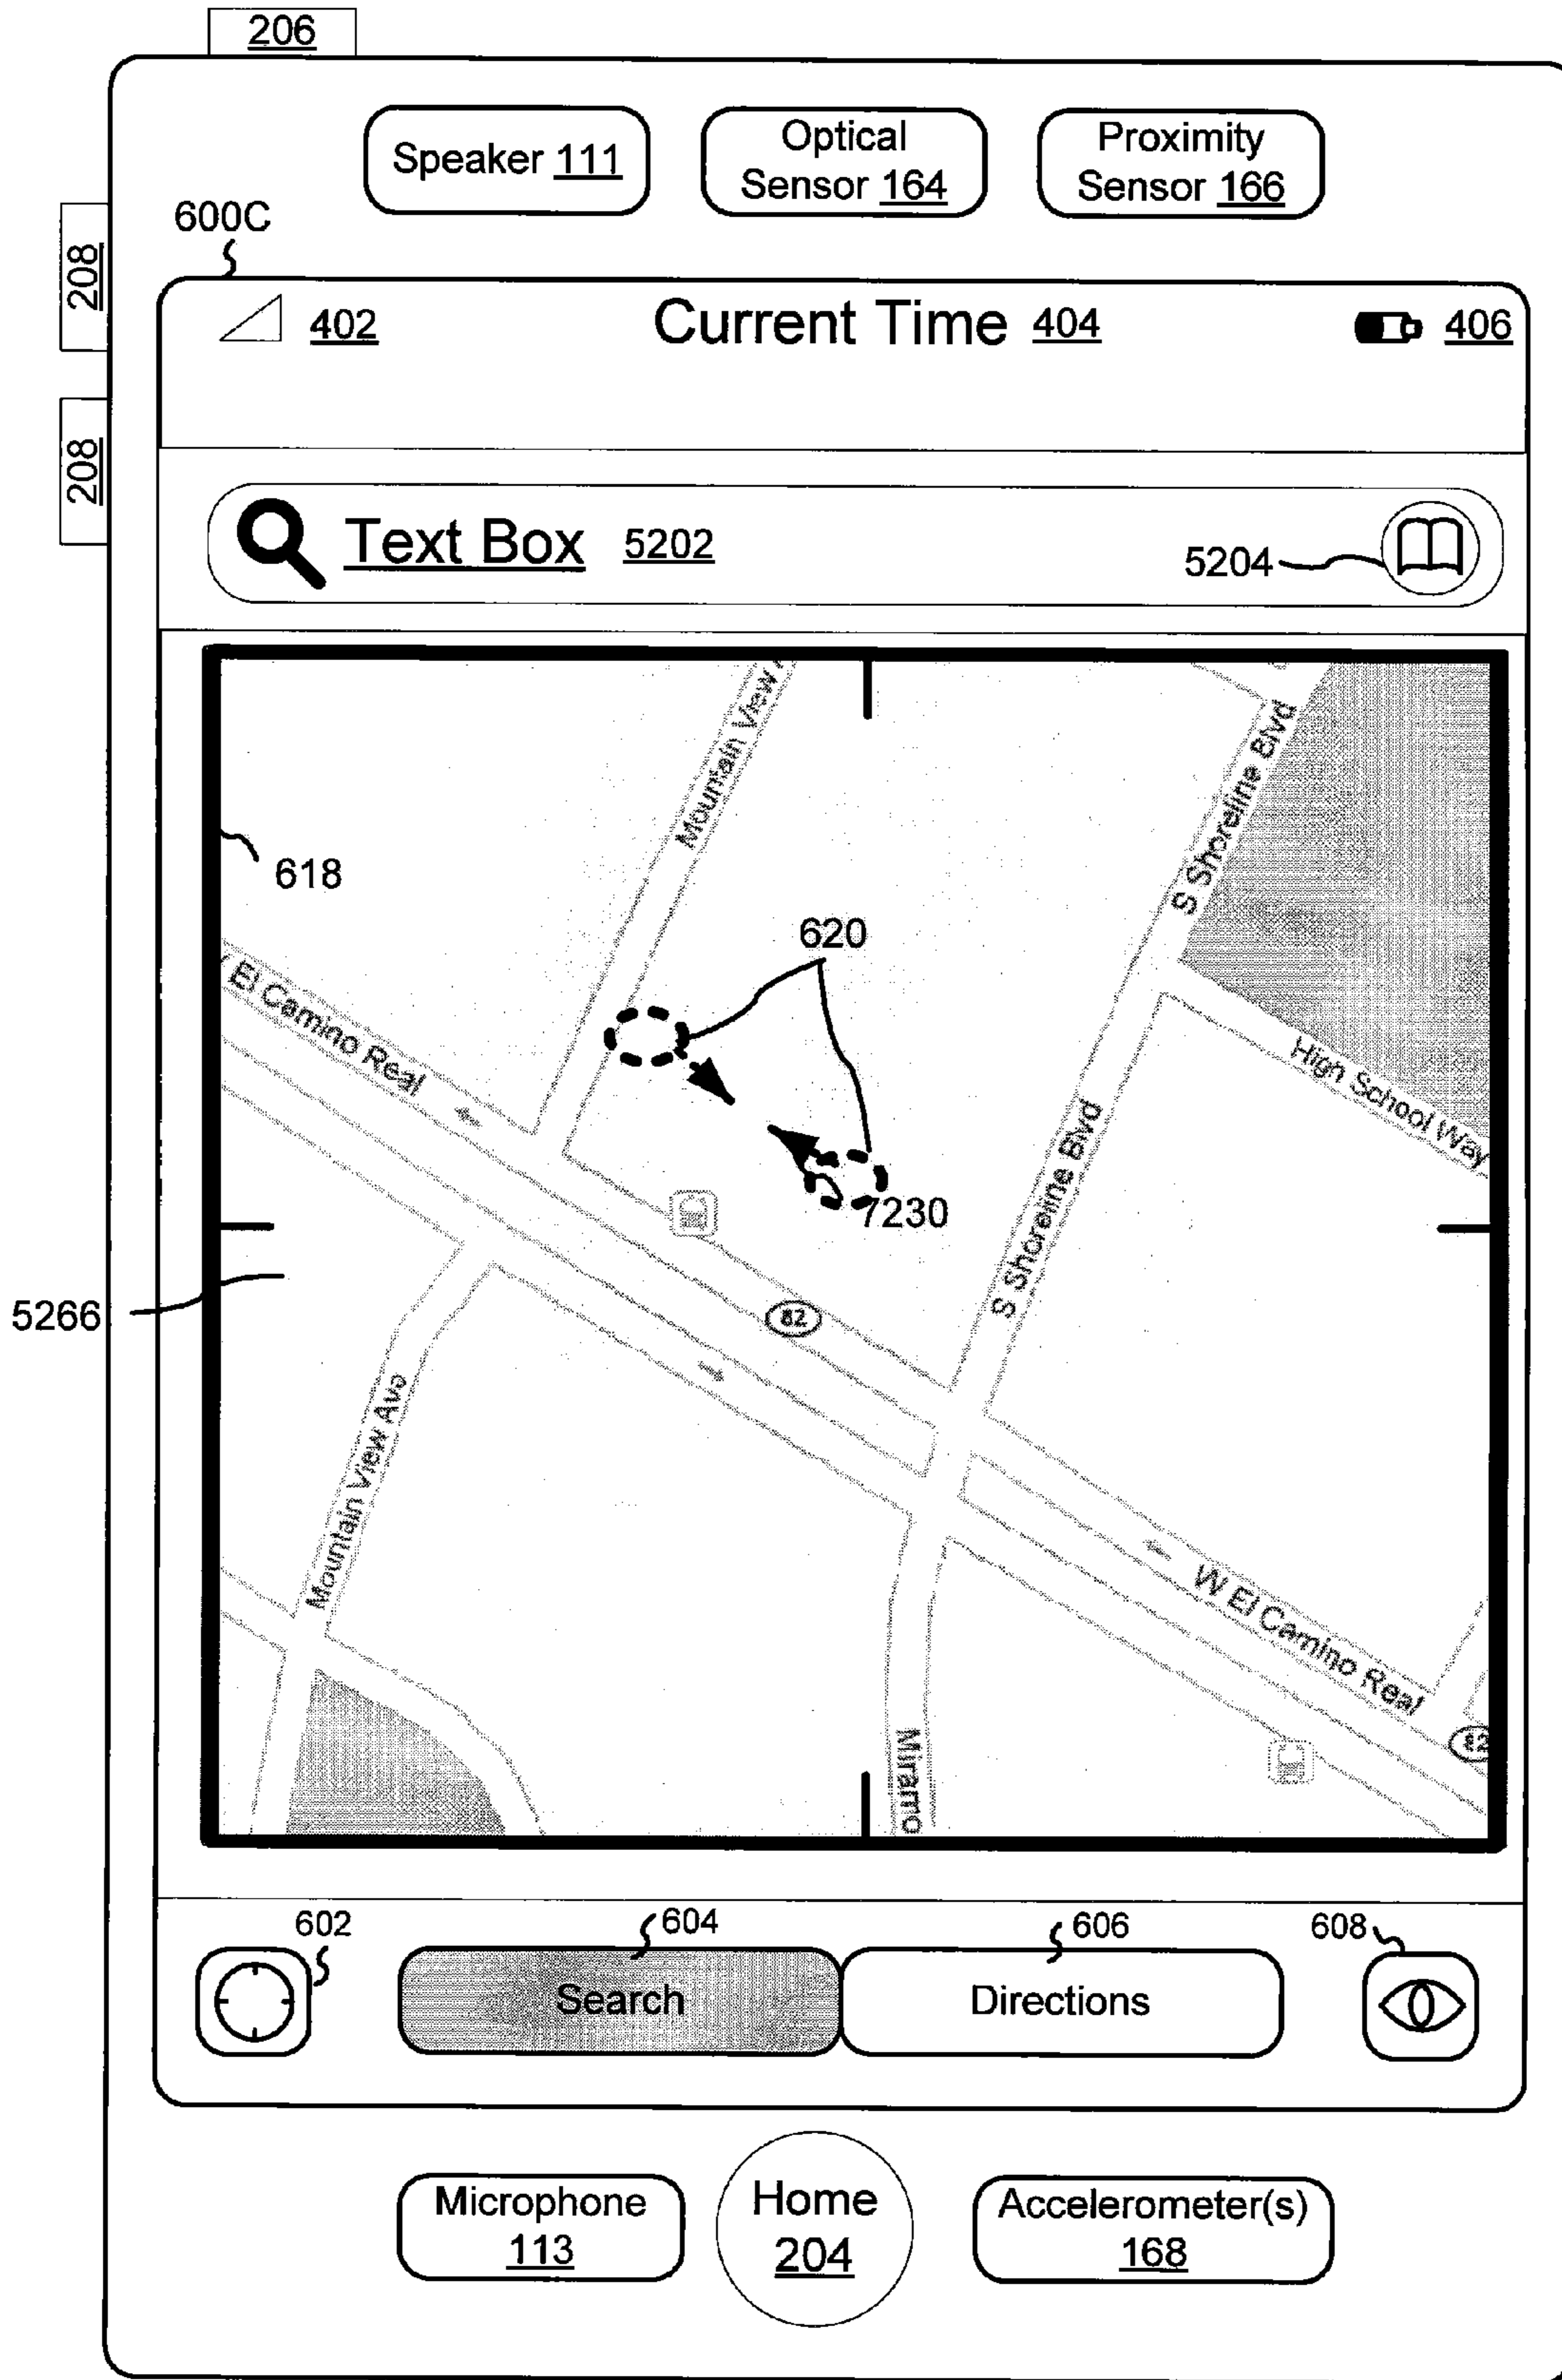 206
Speaker 111
Optical
Sensor 164
Proximity
Sensor 166
208
600C
402
Current Time 404
406
208
Text Box 5202
5204
Mountain View
S Shoreline Blvd
618
620
El Camino Real
High School Way
S Shoreline Blvd
7230
5266
82
Mountain View Ave
W El Camino Real
82
Miramo
602
604
606
608
Search
Directions
Microphone
113
Home
204
Accelerometer(s)
168